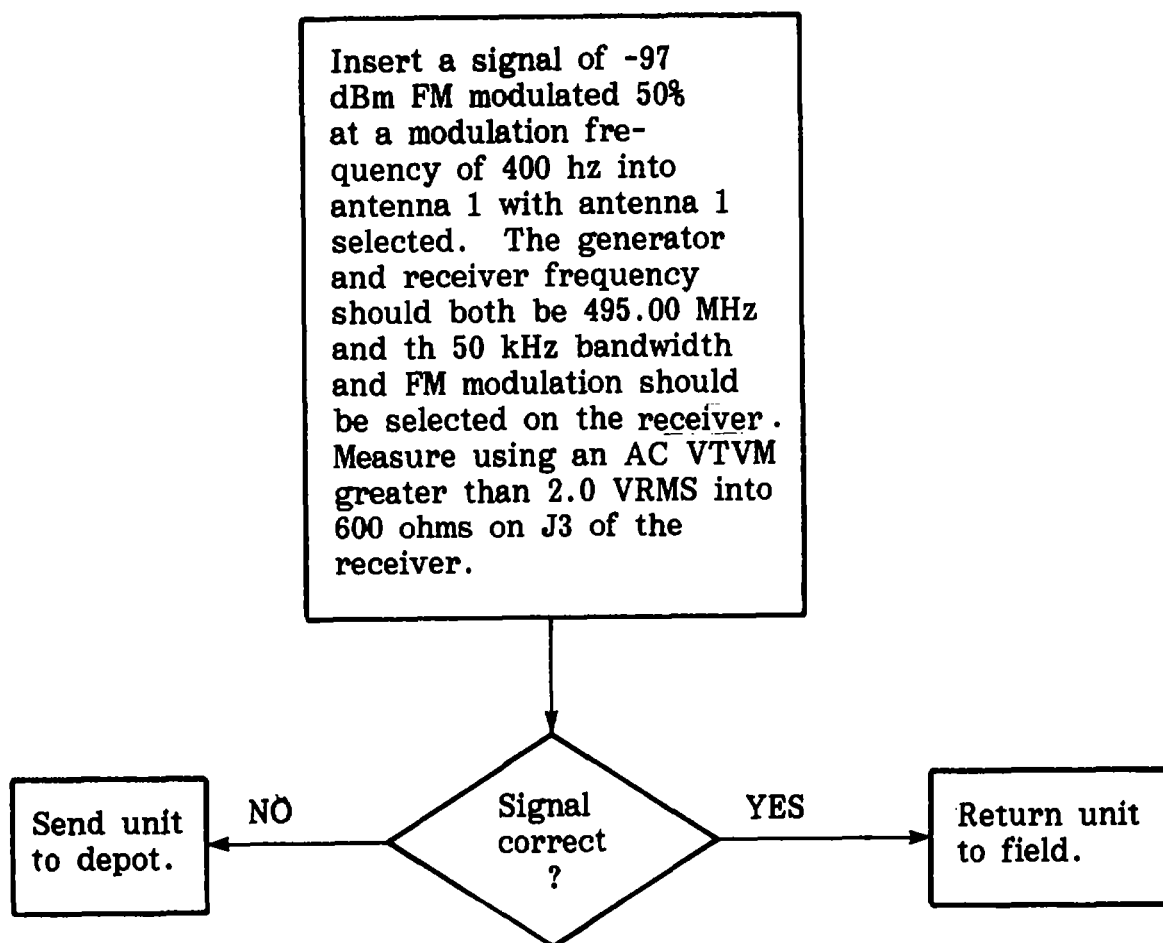 Insert a signal of -97
dBm FM modulated 50%
at a modulation fre-
quency of 400 hz into
antenna 1 with antenna 1
selected. The generator
and receiver frequency
should both be 495.00 MHz
and th 50 kHz bandwidth
and FM modulation should
be selected on the receiver.
Measure using an AC VTVM
greater than 2.0 VRMS into
600 ohms on J3 of the
receiver.
NO
Signal
correct
?
YES
Send unit
to depot.
Return unit
to field.